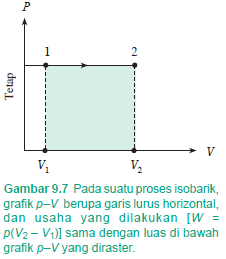 P
1
2
Tetap
V
V₁
V₂
Gambar 9.7 Pada suatu proses isobarik,
grafik p–V berupa garis lurus horizontal,
dan usaha yang dilakukan [W =
p(V₂ – V₁)] sama dengan luas di bawah
grafik p–V yang diraster.